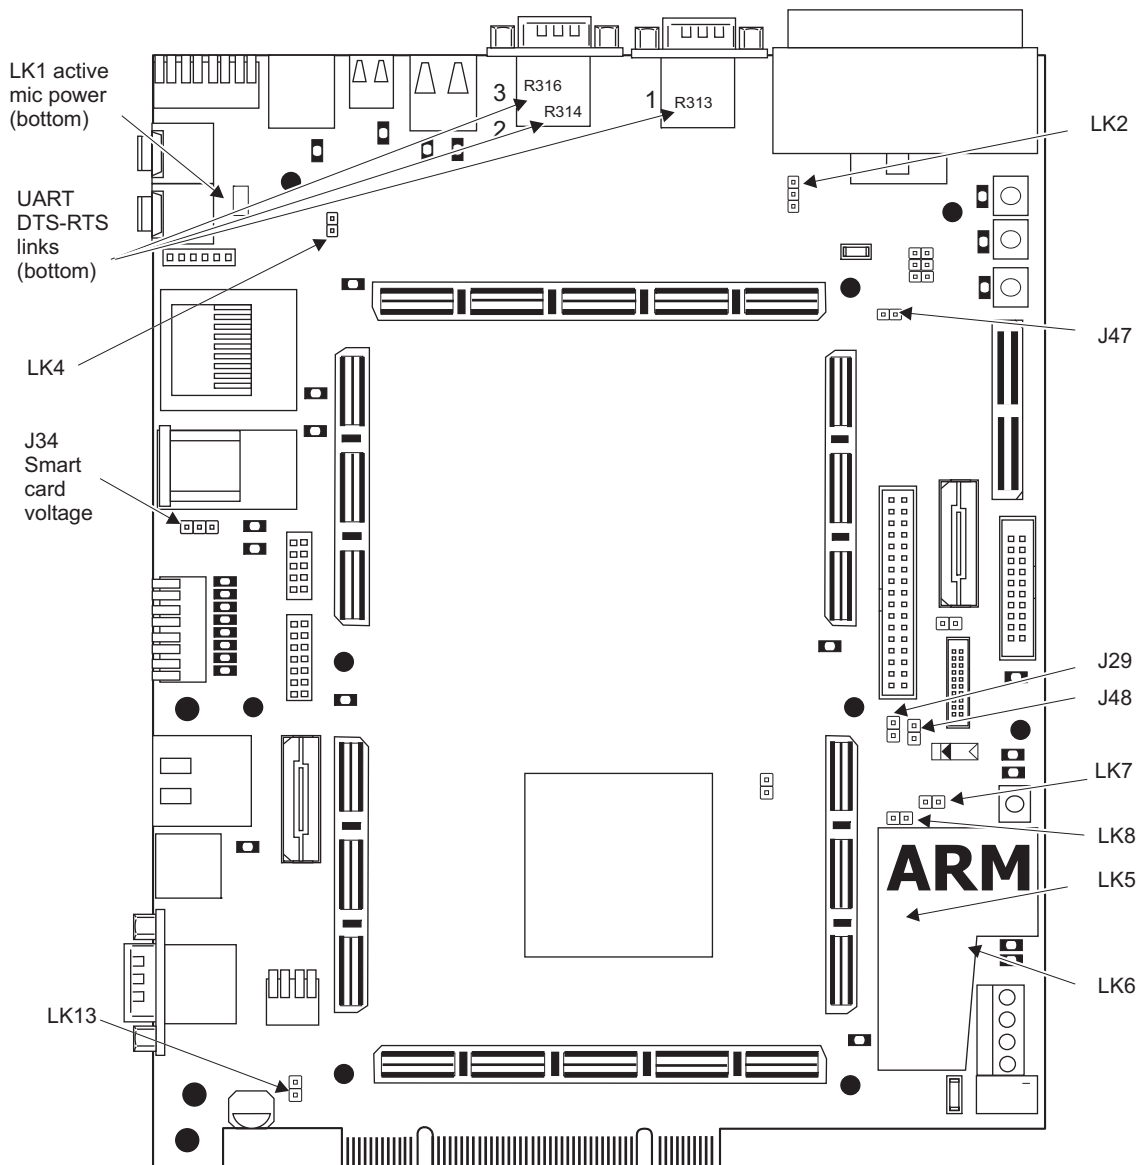 LK1 active
mic power
(bottom)
3
R316
R314
2
1
R313
LK2
UART
DTS-RTS
links
(bottom)
J47
LK4
J34
Smart
card
voltage
J29
J48
LK7
LK8
ARM
LK5
LK6
LK13